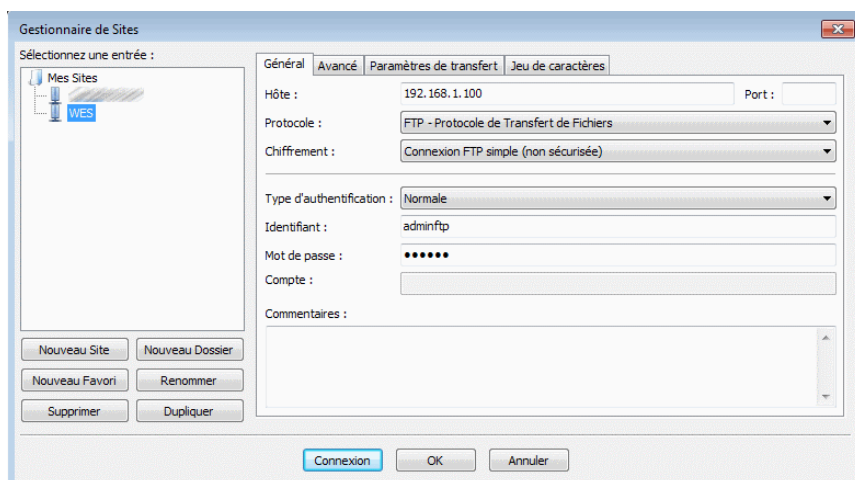 Gestionnaire de Sites
Sélectionnez une entrée :
Mes Sites
WES
Nouveau Site
Nouveau Dossier
Nouveau Favori
Renommer
Supprimer
Dupliquer
Général
Avancé
Paramètres de transfert
Jeu de caractères
Hôte :
192.168.1.100
Port :
Protocole :
FTP - Protocole de Transfert de Fichiers
Chiffrement :
Connexion FTP simple (non sécurisée)
Type d'authentification :
Normale
Identifiant :
adminftp
Mot de passe :
••••••
Compte :
Commentaires :
Connexion
OK
Annuler